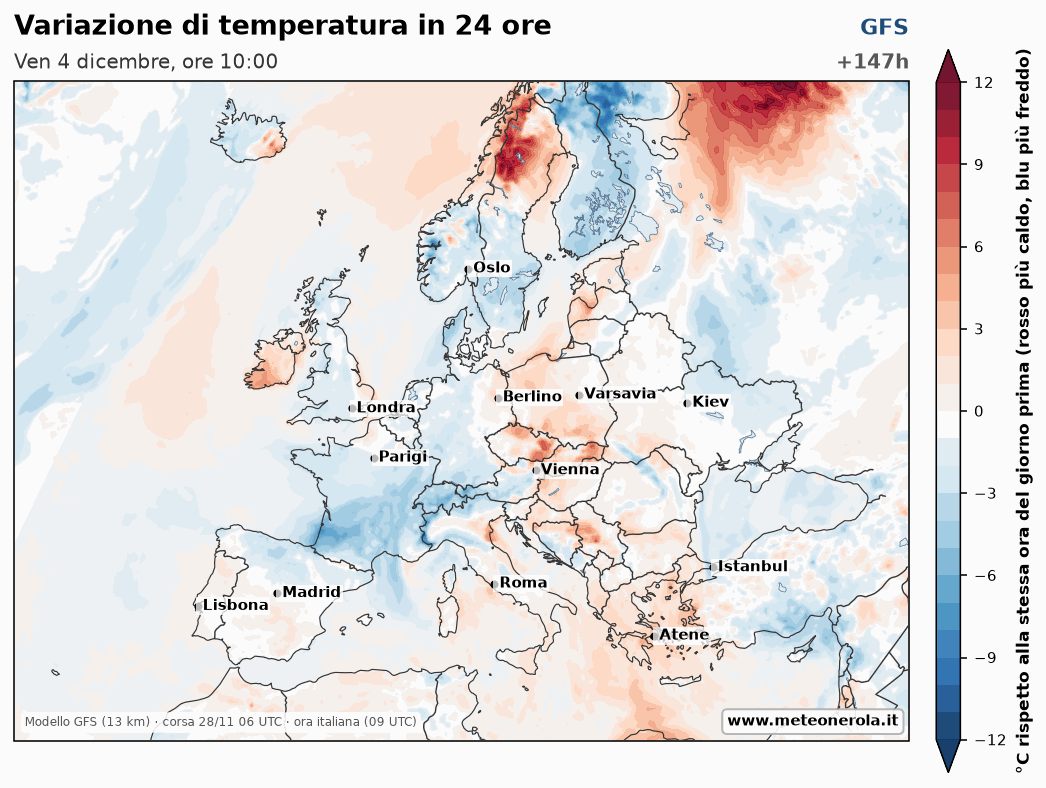 Variazione di temperatura in 24 ore
GFS
Ven 4 dicembre, ore 10:00
+147h
Oslo
Londra
Berlino
Varsavia
Kiev
Parigi
Vienna
Istanbul
Roma
Madrid
Lisbona
Atene
Modello GFS (13 km) · corsa 28/11 06 UTC · ora italiana (09 UTC)
www.meteonerola.it
12
9
6
3
0
−3
−6
−9
−12
°C rispetto alla stessa ora del giorno prima (rosso più caldo, blu più freddo)